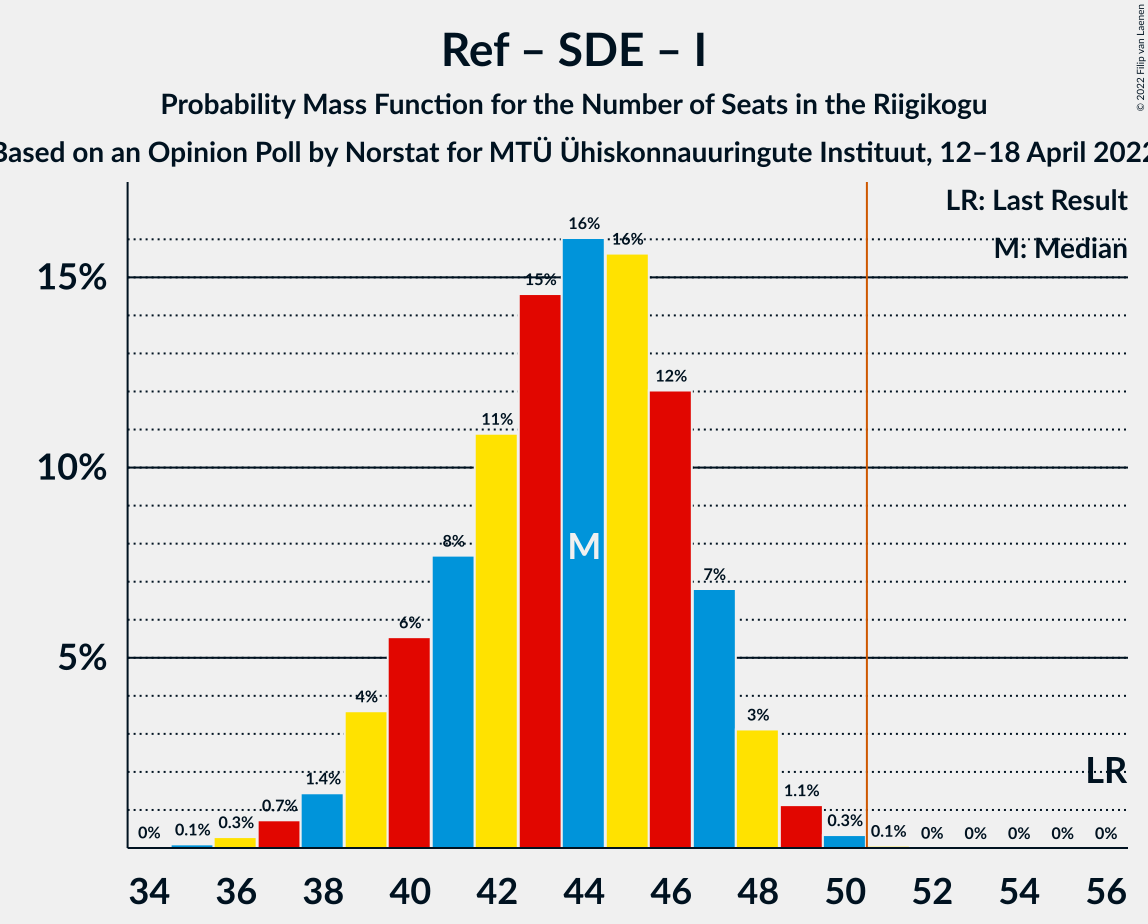 Ref – SDE – I
Probability Mass Function for the Number of Seats in the Riigikogu
Based on an Opinion Poll by Norstat for MTÜ Ühiskonnauuringute Instituut, 12–18 April 2022
© 2022 Filip van Laenen
LR: Last Result
M: Median
15%
10%
5%
0%
0.1%
0.3%
0.7%
1.4%
4%
6%
8%
11%
15%
16%
16%
12%
7%
3%
1.1%
0.3%
0.1%
0%
0%
0%
0%
0%
M
LR
34 36 38 40 42 44 46 48 50 52 54 56